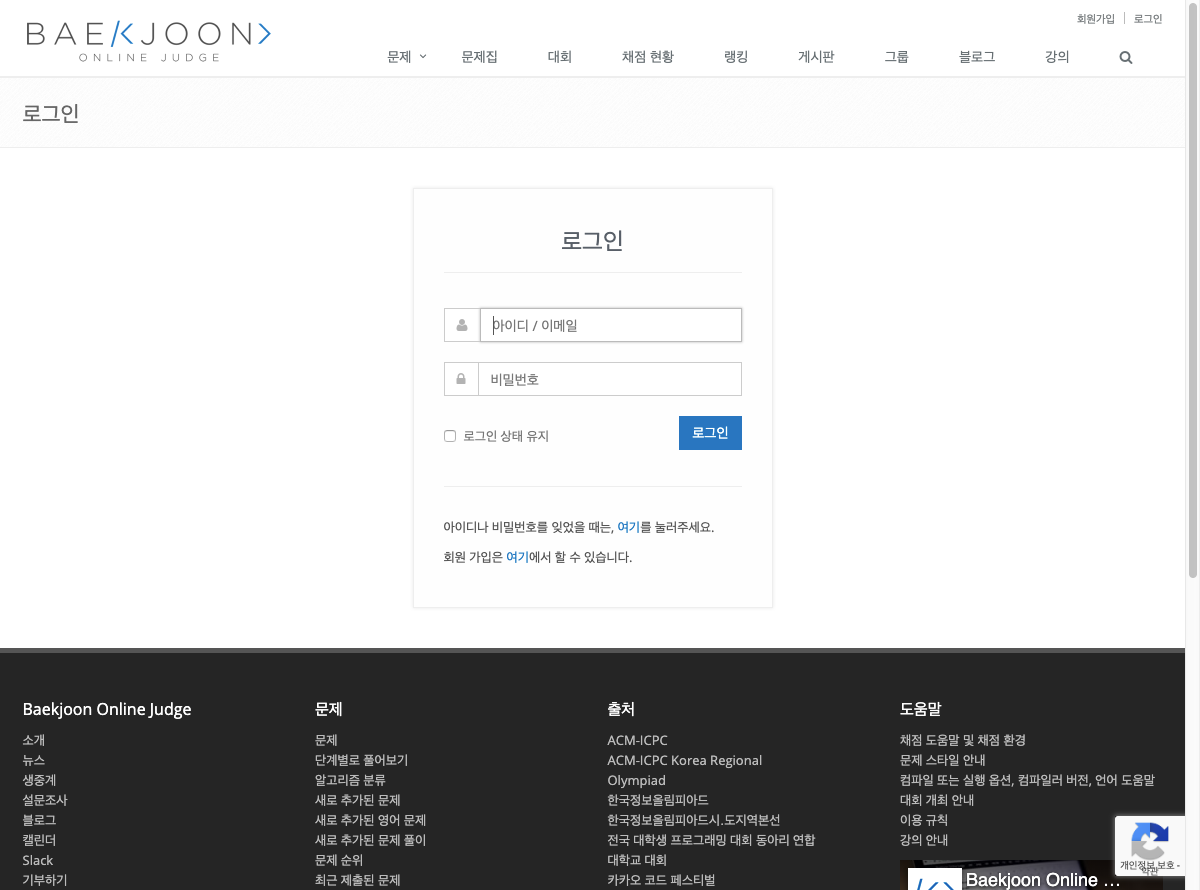 회원가입 로그인
BAEKJOON>
ONLINE JUDGE
문제 문제집 대회 채점 현황 랭킹 게시판 그룹 블로그 강의
로그인
로그인
아이디 / 이메일
비밀번호
로그인 상태 유지 로그인
아이디나 비밀번호를 잊었을 때는, 여기를 눌러주세요.
회원 가입은 여기에서 할 수 있습니다.
Baekjoon Online Judge
소개
뉴스
생중계
설문조사
블로그
캘린더
Slack
기부하기
문제
문제
단계별로 풀어보기
알고리즘 분류
새로 추가된 문제
새로 추가된 영어 문제
새로 추가된 문제 풀이
문제 순위
최근 제출된 문제
출처
ACM-ICPC
ACM-ICPC Korea Regional
Olympiad
한국정보올림피아드
한국정보올림피아드시.도지역본선
전국 대학생 프로그래밍 대회 동아리 연합
대학교 대회
카카오 코드 페스티벌
도움말
채점 도움말 및 채점 환경
문제 스타일 안내
컴파일 또는 실행 옵션, 컴파일러 버전, 언어 도움말
대회 개최 안내
이용 규칙
강의 안내
Baekjoon Online ...
개인정보 보호 -
약관